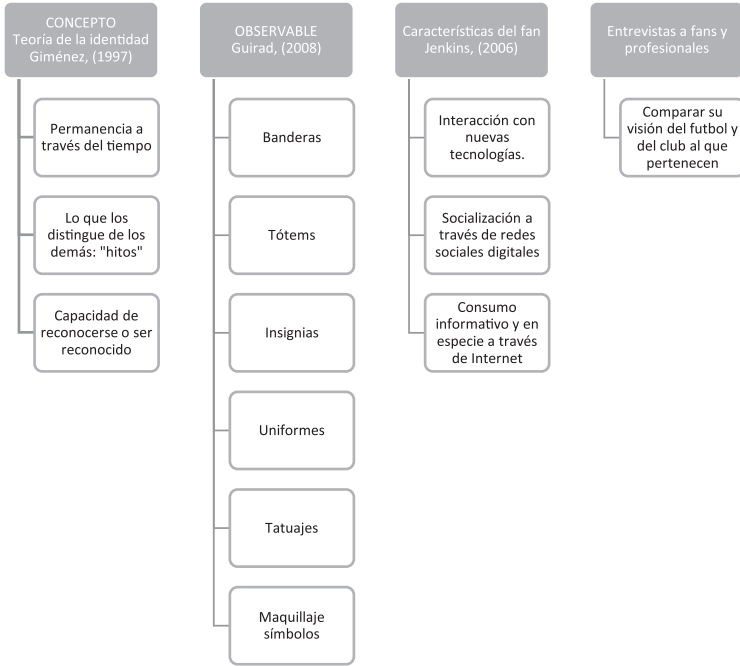 CONCEPTO
Teoría de la identidad
Giménez, (1997)
Permanencia a
través del tiempo
Lo que los
distingue de los
demás: "hitos"
Capacidad de
reconocerse o ser
reconocido
OBSERVABLE
Guirad, (2008)
Banderas
Tótems
Insignias
Uniformes
Tatuajes
Maquillaje
símbolos
Características del fan
Jenkins, (2006)
Interacción con
nuevas
tecnologías.
Socialización a
través de redes
sociales digitales
Consumo
informativo y en
especie a través
de Internet
Entrevistas a fans y
profesionales
Comparar su
visión del futbol y
del club al que
pertenecen